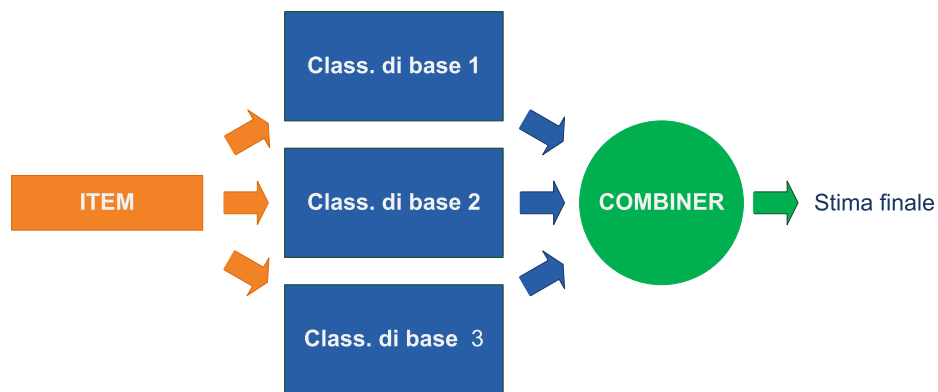 Class. di base 1
ITEM
Class. di base 2
COMBINER
Stima finale
Class. di base 3